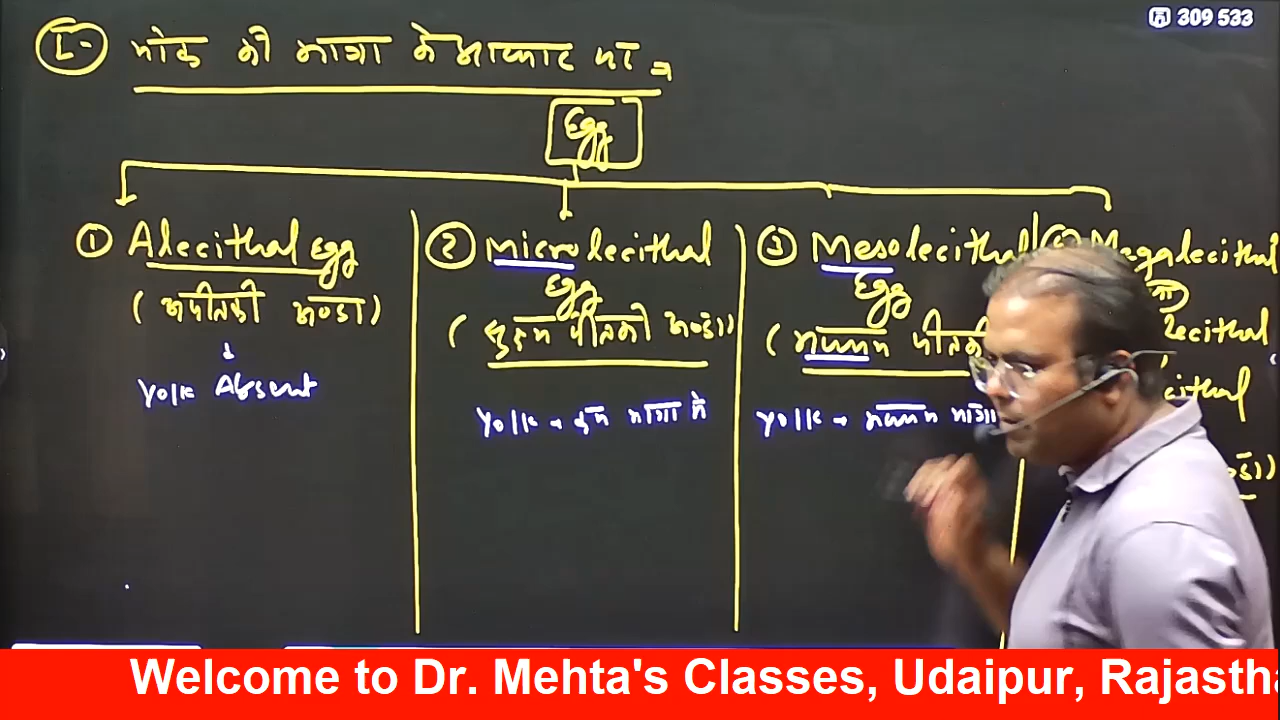 309 533
I- योक की मात्रा के आधार पर ⇒
Egg
① Alecithal Egg
(अपीतकी अण्डा)
↓
Yolk Absent
② Microlecithal
Egg
(सूक्ष्म पीतकी अण्डा)
Yolk → कम मात्रा में
③ Mesolecithal
Egg
(मध्यम पीतकी
Yolk → मध्यम मात्रा
Megalecithal
lecithal
Welcome to Dr. Mehta's Classes, Udaipur, Rajastha